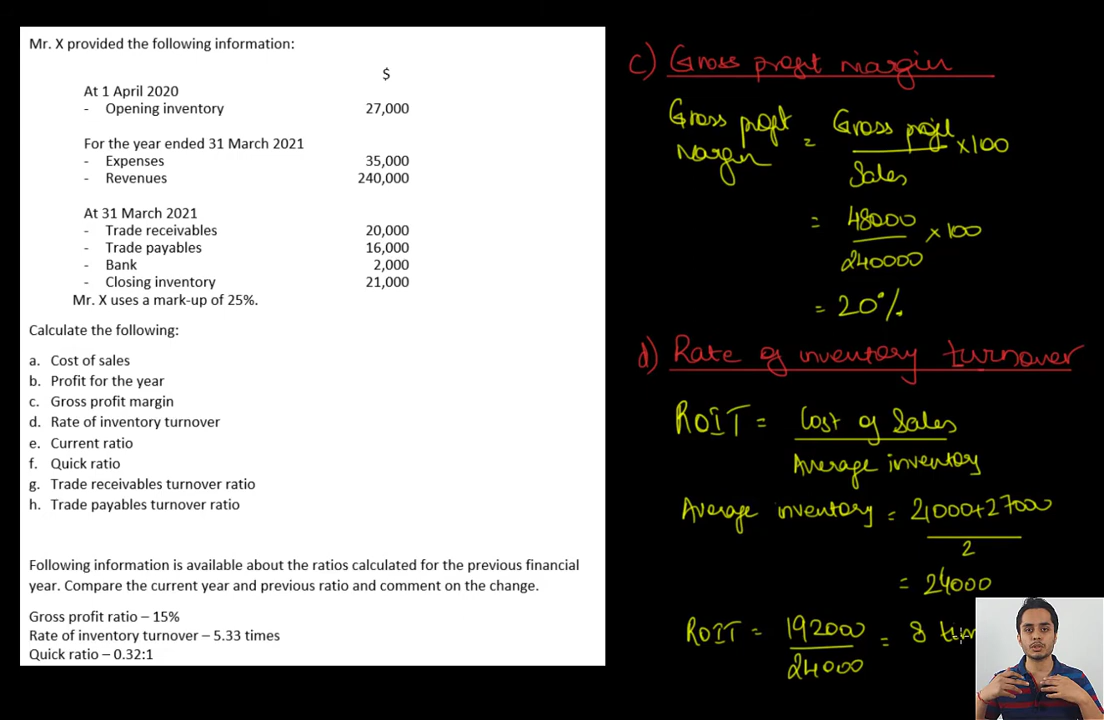 Mr. X provided the following information:
$
At 1 April 2020
- Opening inventory 27,000
For the year ended 31 March 2021
- Expenses 35,000
- Revenues 240,000
At 31 March 2021
- Trade receivables 20,000
- Trade payables 16,000
- Bank 2,000
- Closing inventory 21,000
Mr. X uses a mark-up of 25%.
Calculate the following:
a. Cost of sales
b. Profit for the year
c. Gross profit margin
d. Rate of inventory turnover
e. Current ratio
f. Quick ratio
g. Trade receivables turnover ratio
h. Trade payables turnover ratio
Following information is available about the ratios calculated for the previous financial
year. Compare the current year and previous ratio and comment on the change.
Gross profit ratio – 15%
Rate of inventory turnover – 5.33 times
Quick ratio – 0.32:1
c) Gross profit margin
Gross profit margin = Gross profit / Sales × 100
= 48000 / 240000 × 100
= 20%
d) Rate of inventory turnover
ROIT = Cost of Sales / Average inventory
Average inventory = 21000+27000 / 2
= 24000
ROIT = 192000 / 24000 = 8